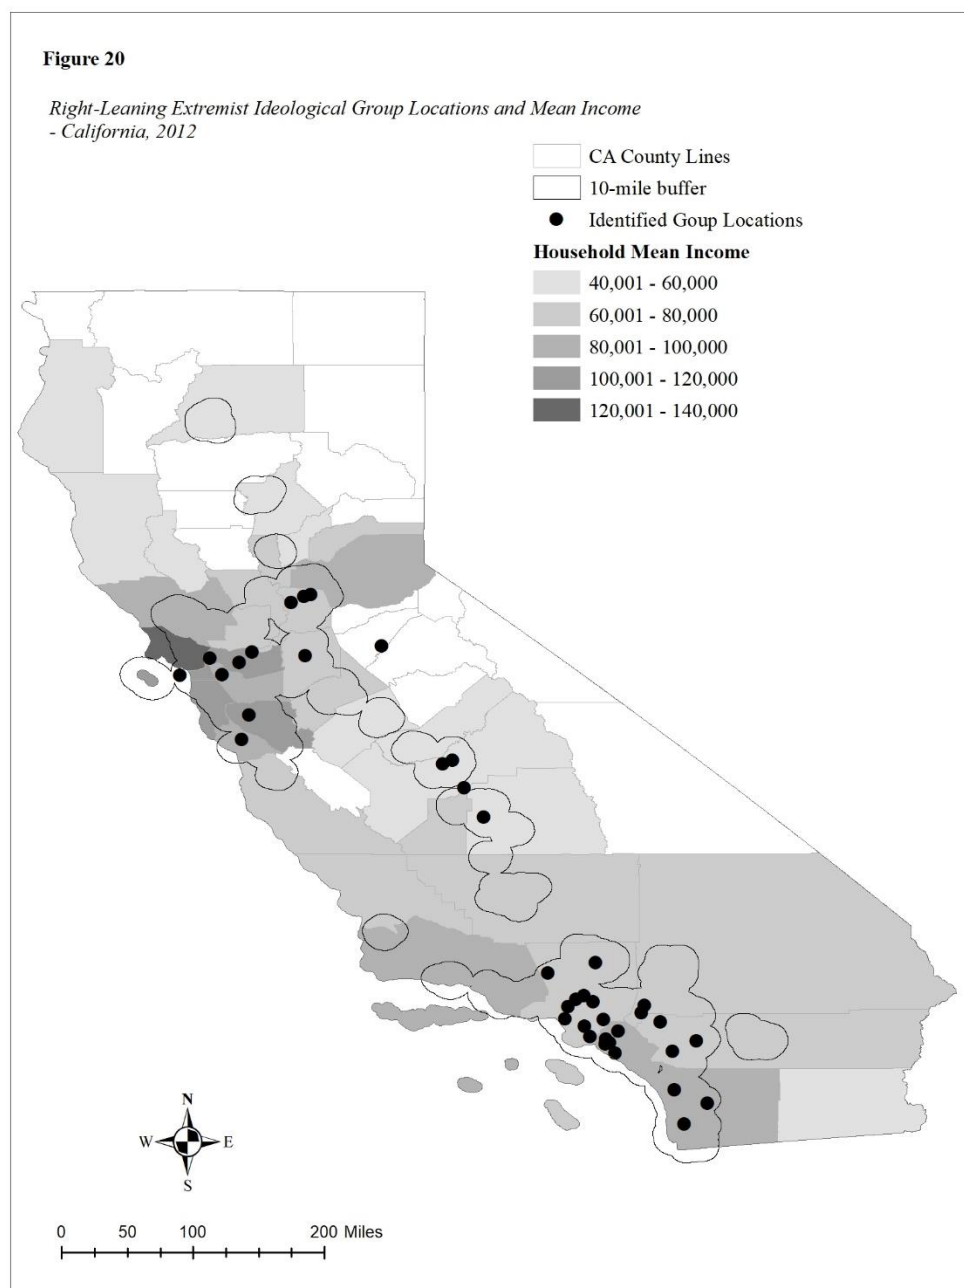 Figure 20
Right-Leaning Extremist Ideological Group Locations and Mean Income
- California, 2012
CA County Lines
10-mile buffer
Identified Goup Locations
Household Mean Income
40,001 - 60,000
60,001 - 80,000
80,001 - 100,000
100,001 - 120,000
120,001 - 140,000
N
W E
S
0 50 100 200 Miles